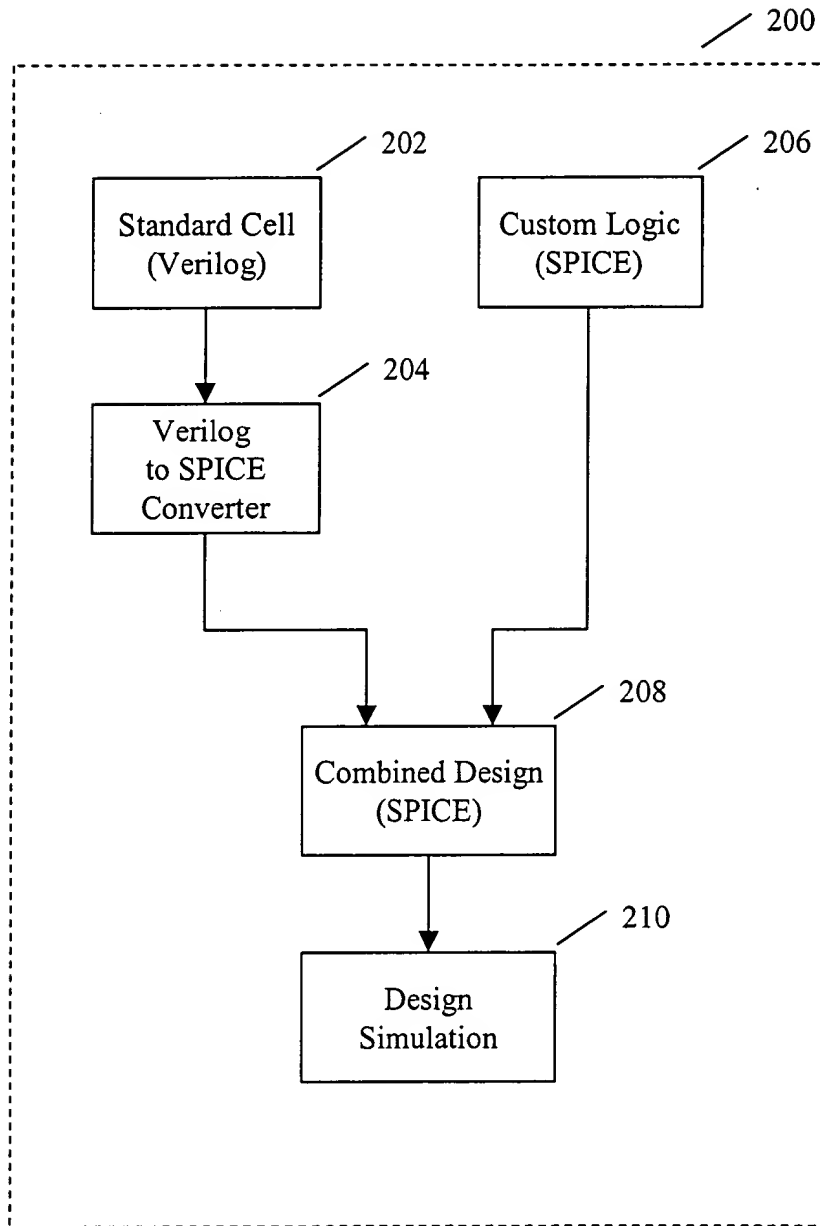 200
202
206
Standard Cell
(Verilog)
Custom Logic
(SPICE)
204
Verilog
to SPICE
Converter
208
Combined Design
(SPICE)
210
Design
Simulation